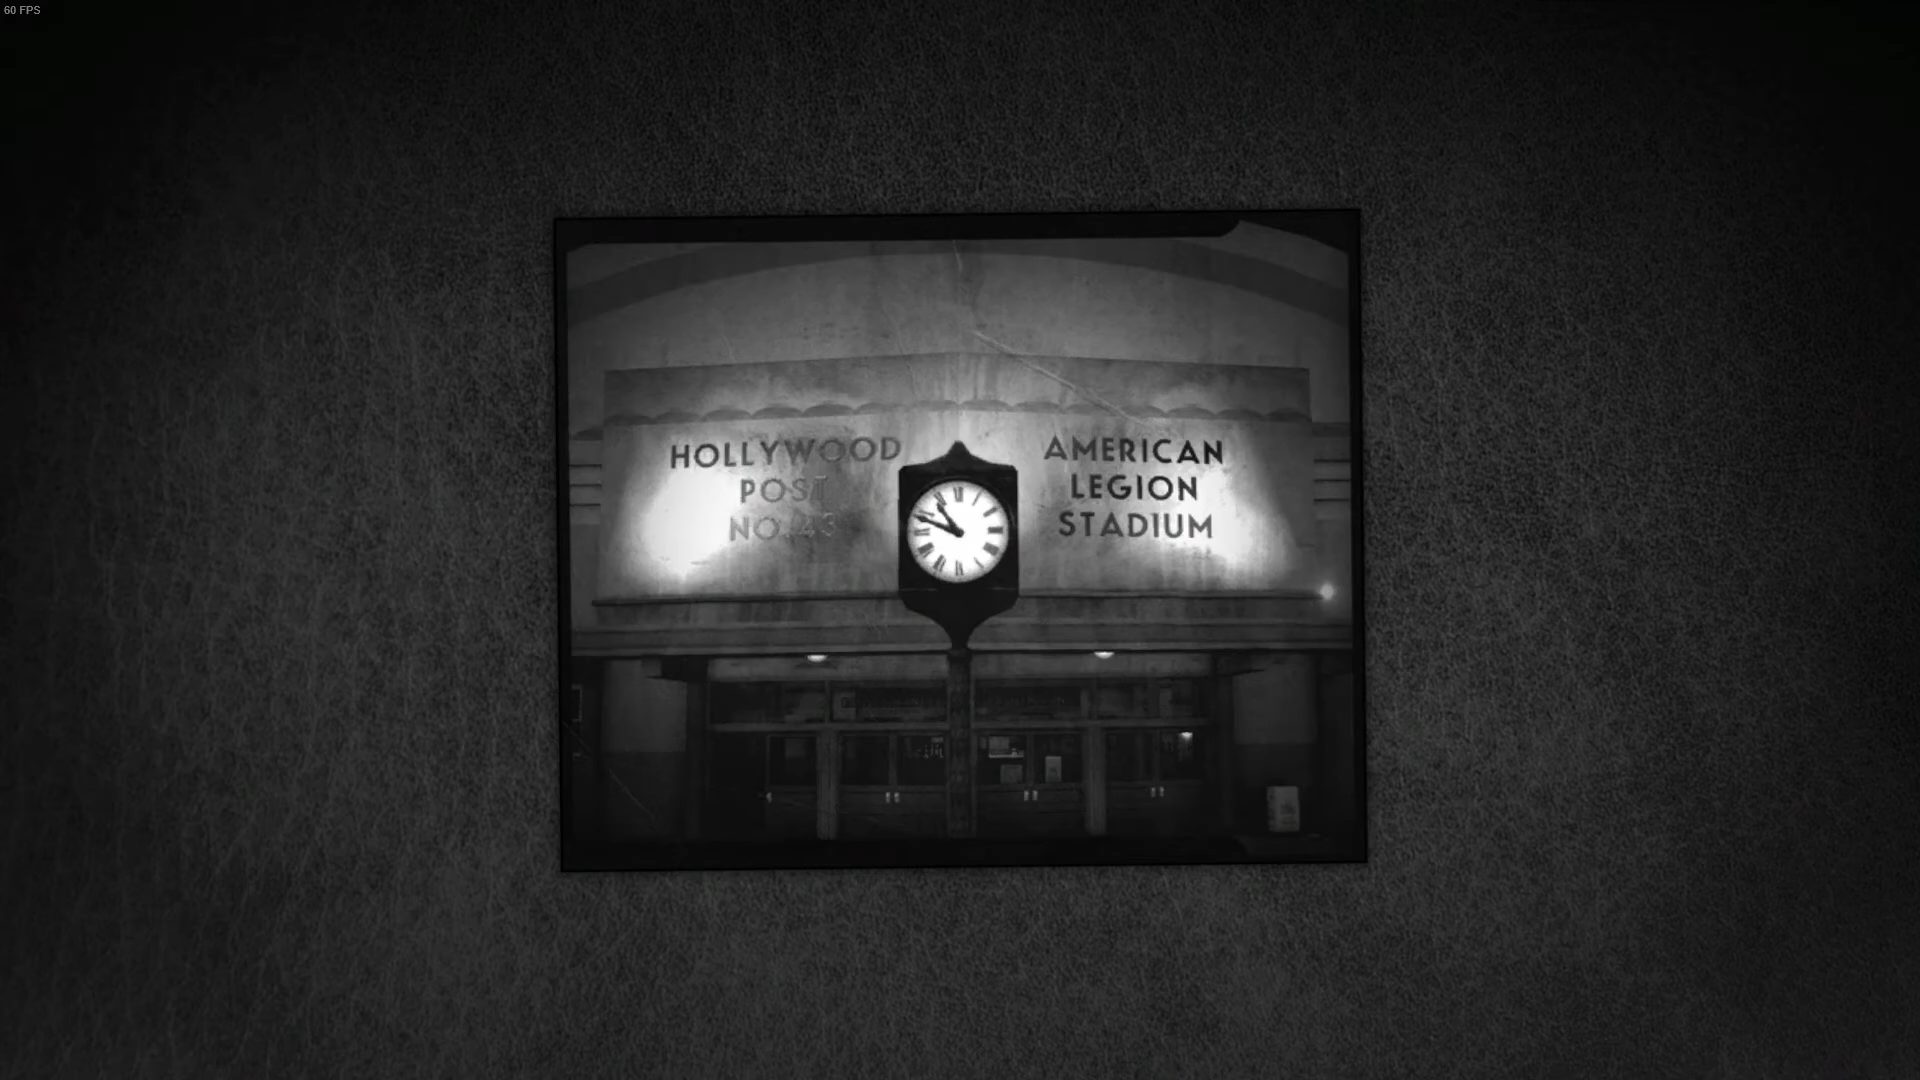 60 FPS
HOLLYWOOD
POST
NO. 43
AMERICAN
LEGION
STADIUM